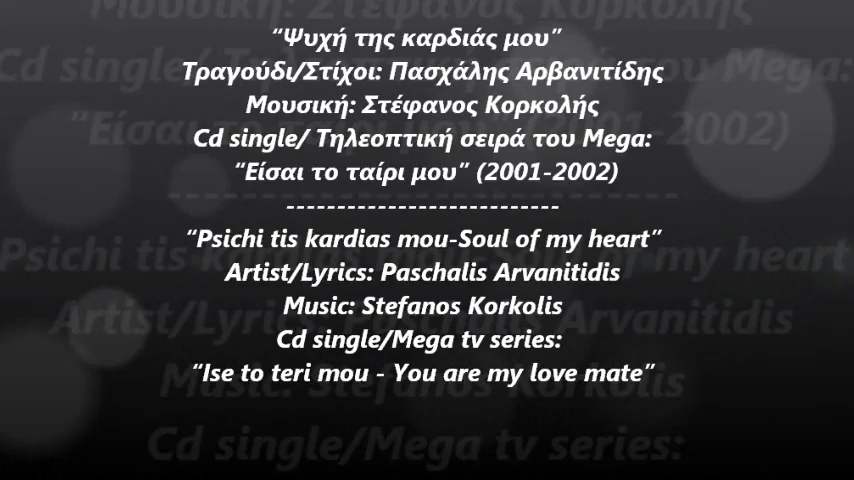 “Ψυχή της καρδιάς μου”
Τραγούδι/Στίχοι: Πασχάλης Αρβανιτίδης
Μουσική: Στέφανος Κορκολής
Cd single/ Τηλεοπτική σειρά του Mega:
“Είσαι το ταίρι μου” (2001-2002)
---------------------------
“Psichi tis kardias mou-Soul of my heart”
Artist/Lyrics: Paschalis Arvanitidis
Music: Stefanos Korkolis
Cd single/Mega tv series:
“Ise to teri mou - You are my love mate”